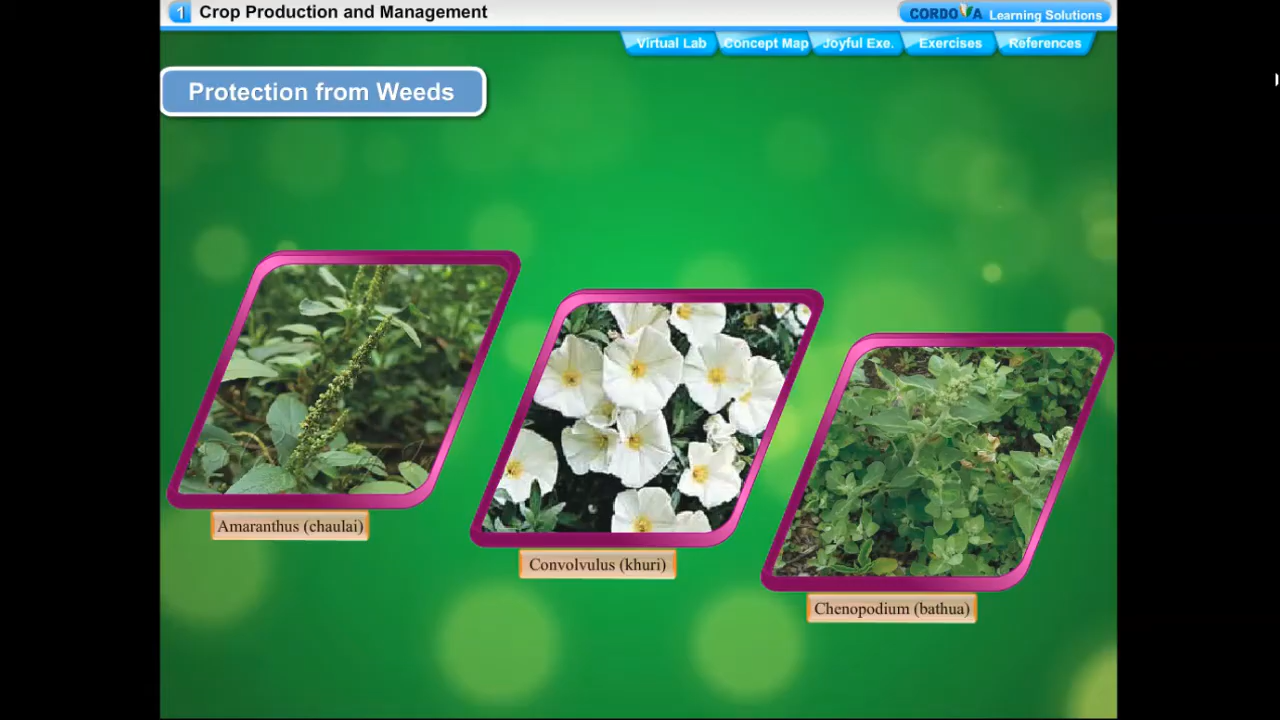 1 Crop Production and Management
CORDOVA Learning Solutions
Virtual Lab Concept Map Joyful Exe. Exercises References
Protection from Weeds
Amaranthus (chaulai)
Convolvulus (khuri)
Chenopodium (bathua)